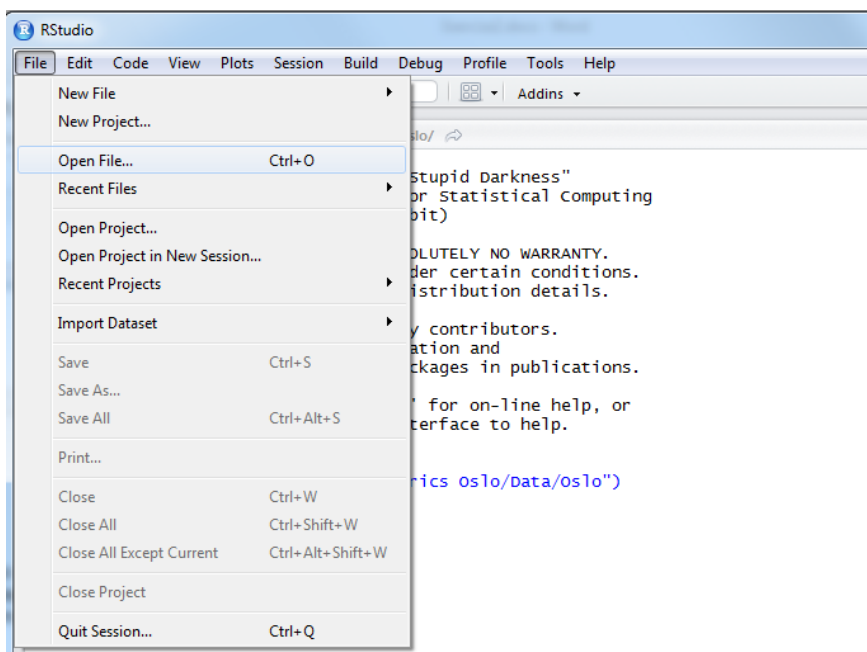 RStudio
File Edit Code View Plots Session Build Debug Profile Tools Help
New File
Addins
New Project...
slo/
Open File... Ctrl+O
Stupid Darkness"
Recent Files
or Statistical Computing
bit)
Open Project...
Open Project in New Session...
OLUTELY NO WARRANTY.
der certain conditions.
Recent Projects
istribution details.
Import Dataset
y contributors.
ation and
Save Ctrl+S
ckages in publications.
Save As...
' for on-line help, or
Save All Ctrl+Alt+S
terface to help.
Print...
rics Oslo/Data/Oslo")
Close Ctrl+W
Close All Ctrl+Shift+W
Close All Except Current Ctrl+Alt+Shift+W
Close Project
Quit Session... Ctrl+Q